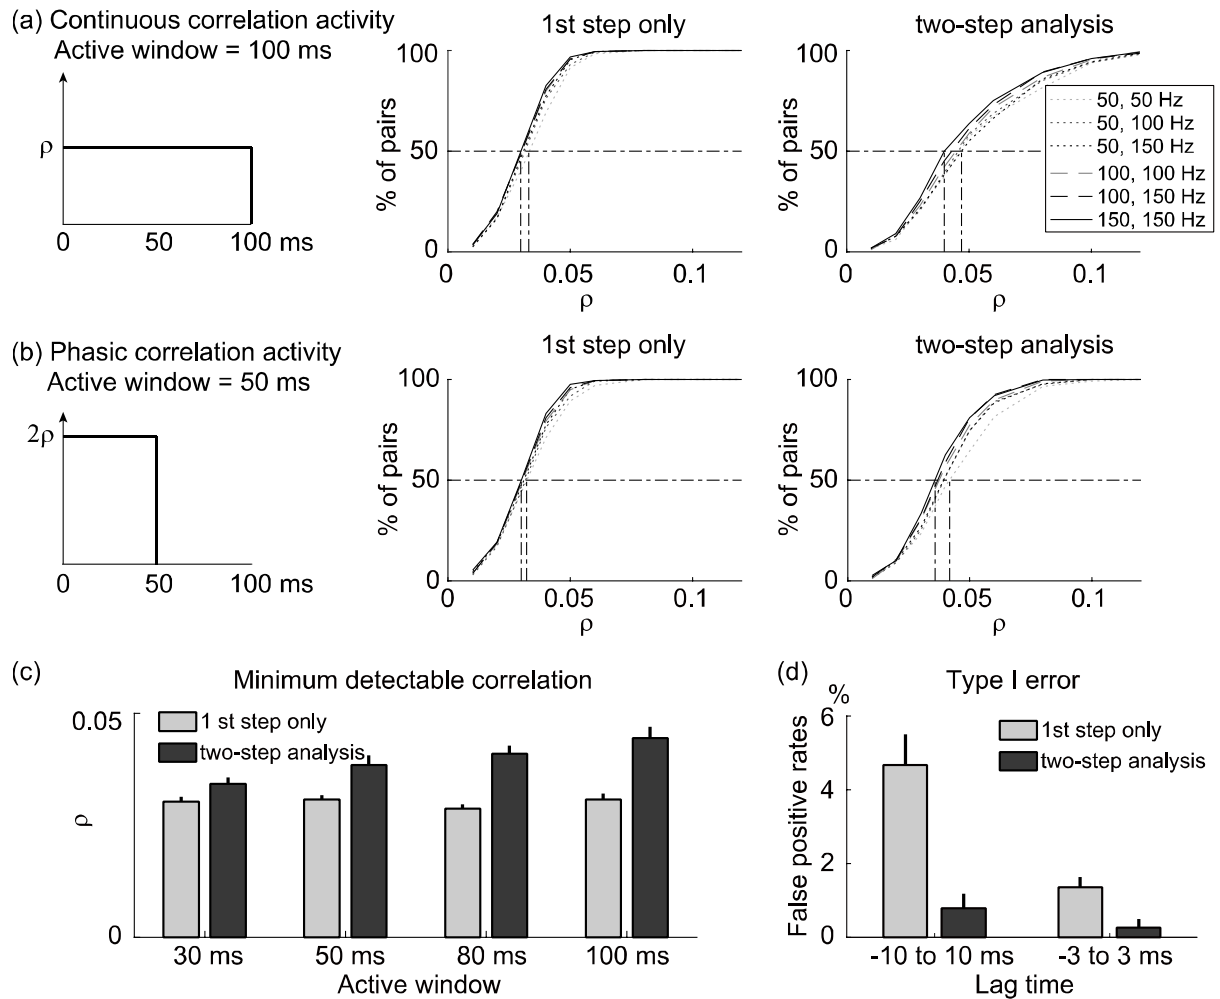 (a) Continuous correlation activity
Active window = 100 ms
ρ
0 50 100 ms
1st step only
% of pairs
100
50
0
0 0.05 0.1
ρ
two-step analysis
% of pairs
100
50
0
0 0.05 0.1
ρ
50, 50 Hz
50, 100 Hz
50, 150 Hz
100, 100 Hz
100, 150 Hz
150, 150 Hz
(b) Phasic correlation activity
Active window = 50 ms
2ρ
0 50 100 ms
1st step only
% of pairs
100
50
0
0 0.05 0.1
ρ
two-step analysis
% of pairs
100
50
0
0 0.05 0.1
ρ
(c)
Minimum detectable correlation
0.05
ρ
0
1 st step only
two-step analysis
30 ms 50 ms 80 ms 100 ms
Active window
(d)
Type I error
%
False positive rates
6
4
2
0
1st step only
two-step analysis
-10 to 10 ms -3 to 3 ms
Lag time